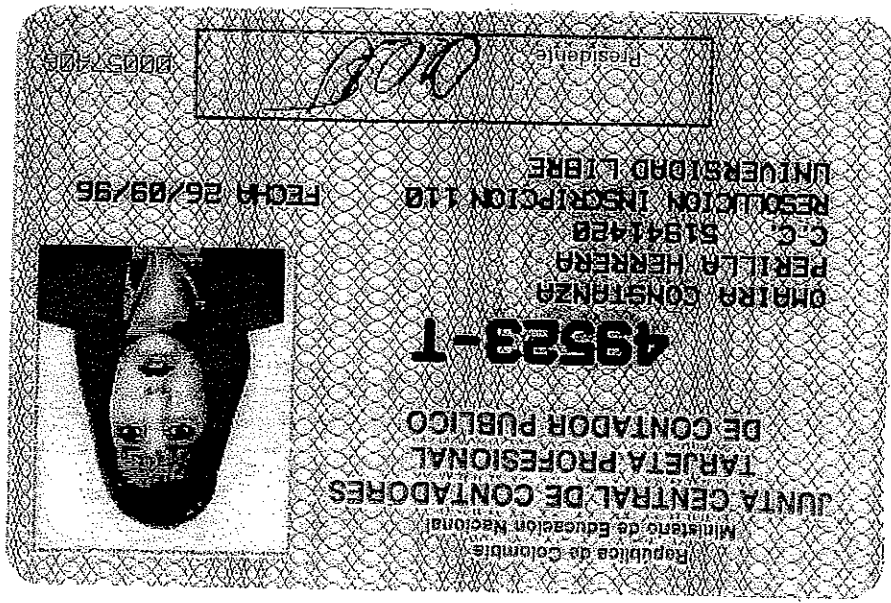 República de Colombia
Ministerio de Educación Nacional
JUNTA CENTRAL DE CONTADORES
TARJETA PROFESIONAL
DE CONTADOR PUBLICO
49523-T
OMAIRA CONSTANZA
PERILLA HERRERA
C.C. 51941420
RESOLUCION INSCRIPCION 110
UNIVERSIDAD LIBRE
FECHA 26/09/96
Presidente